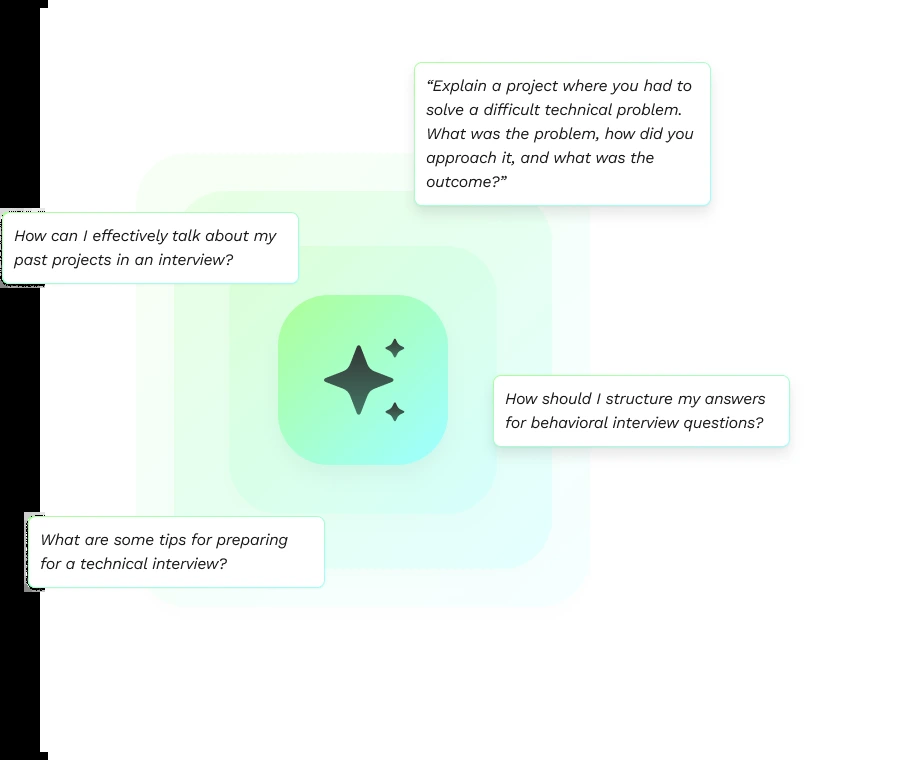 “Explain a project where you had to
solve a difficult technical problem.
What was the problem, how did you
approach it, and what was the
outcome?”
How can I effectively talk about my
past projects in an interview?
How should I structure my answers
for behavioral interview questions?
What are some tips for preparing
for a technical interview?